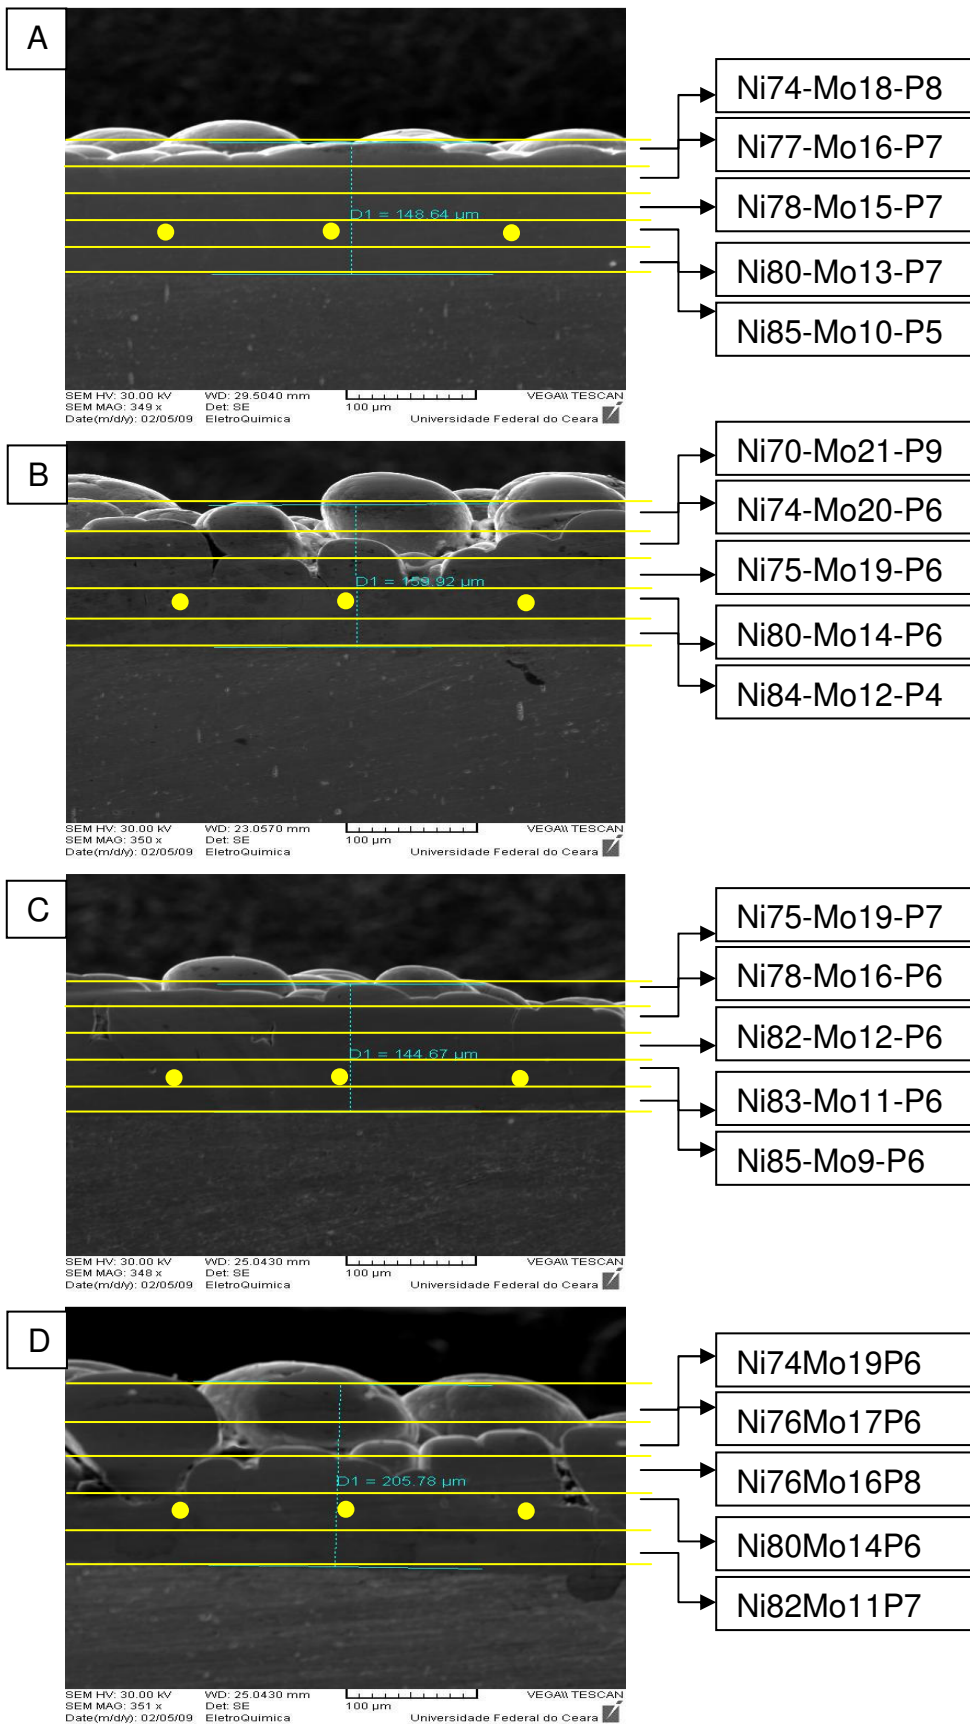 A
Ni74-Mo18-P8
Ni77-Mo16-P7
Ni78-Mo15-P7
Ni80-Mo13-P7
Ni85-Mo10-P5
D1 = 148.64 µm
SEM HV: 30.00 kV WD: 29.5040 mm VEGA\\ TESCAN
SEM MAG: 349 x Det: SE 100 µm
Date(m/d/y): 02/05/09 EletroQuimica Universidade Federal do Ceara
B
Ni70-Mo21-P9
Ni74-Mo20-P6
Ni75-Mo19-P6
Ni80-Mo14-P6
Ni84-Mo12-P4
D1 = 159.92 µm
SEM HV: 30.00 kV WD: 23.0570 mm VEGA\\ TESCAN
SEM MAG: 350 x Det: SE 100 µm
Date(m/d/y): 02/05/09 EletroQuimica Universidade Federal do Ceara
C
Ni75-Mo19-P7
Ni78-Mo16-P6
Ni82-Mo12-P6
Ni83-Mo11-P6
Ni85-Mo9-P6
D1 = 144.67 µm
SEM HV: 30.00 kV WD: 25.0430 mm VEGA\\ TESCAN
SEM MAG: 348 x Det: SE 100 µm
Date(m/d/y): 02/05/09 EletroQuimica Universidade Federal do Ceara
D
Ni74Mo19P6
Ni76Mo17P6
Ni76Mo16P8
Ni80Mo14P6
Ni82Mo11P7
D1 = 205.78 µm
SEM HV: 30.00 kV WD: 25.0430 mm VEGA\\ TESCAN
SEM MAG: 351 x Det: SE 100 µm
Date(m/d/y): 02/05/09 EletroQuimica Universidade Federal do Ceara